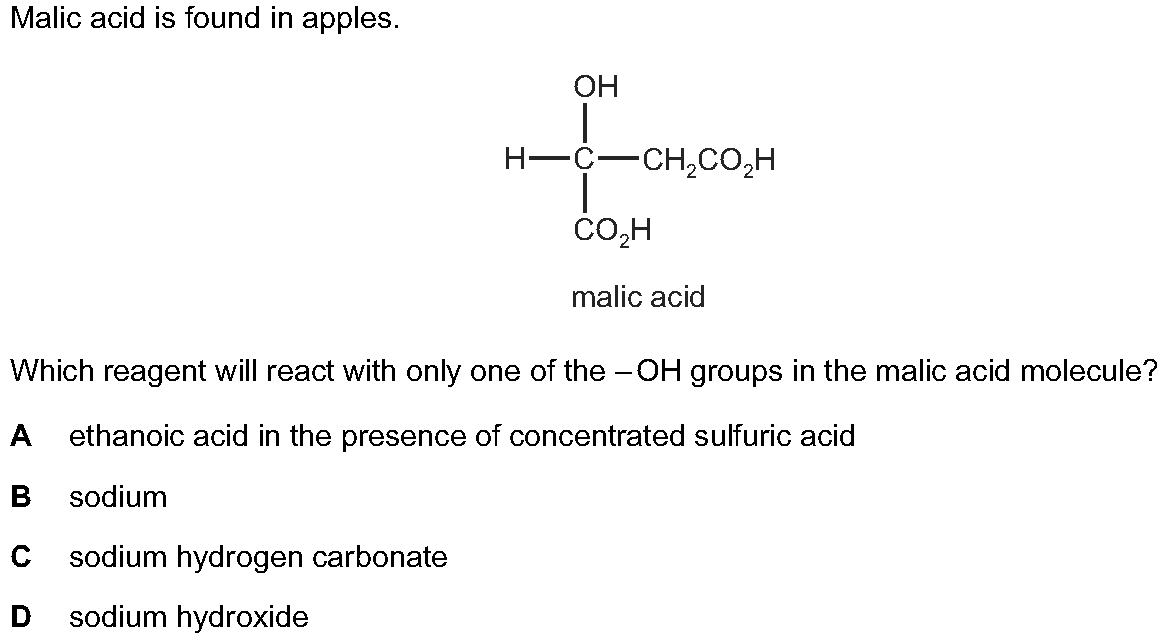 Malic acid is found in apples.
OH
H—C—CH₂CO₂H
CO₂H
malic acid
Which reagent will react with only one of the –OH groups in the malic acid molecule?
A ethanoic acid in the presence of concentrated sulfuric acid
B sodium
C sodium hydrogen carbonate
D sodium hydroxide